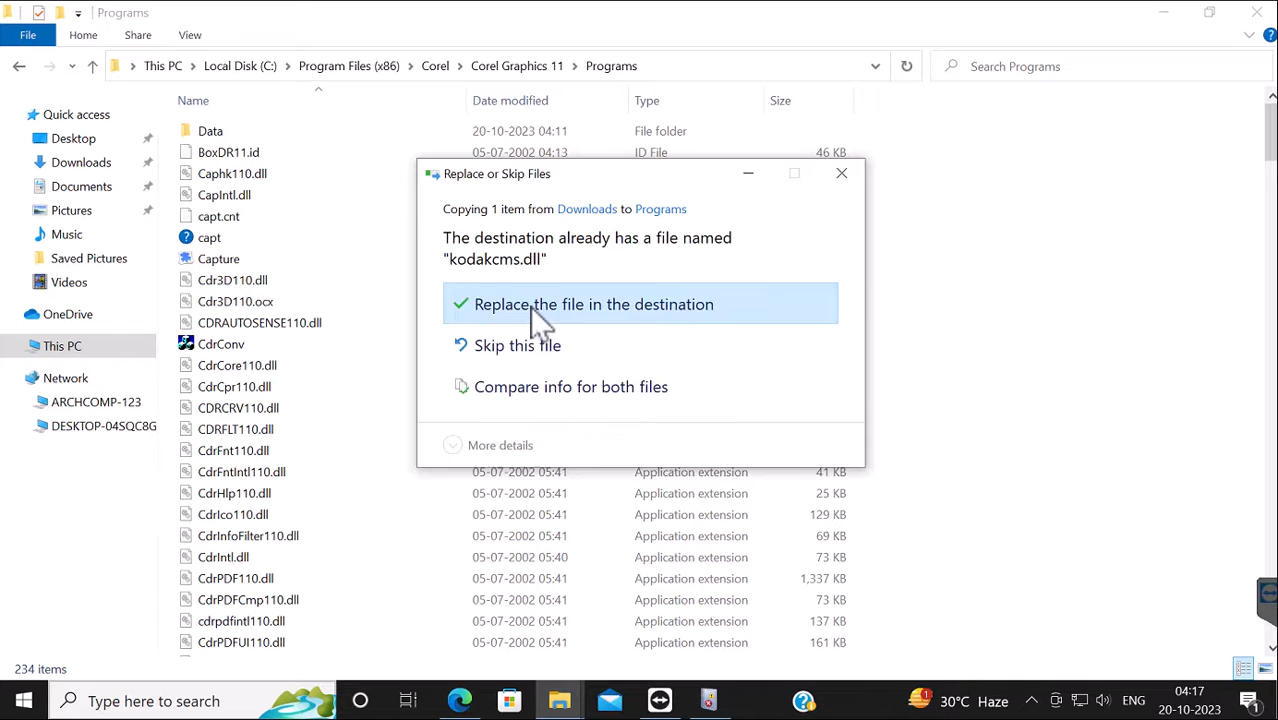 Programs
File Home Share View
This PC > Local Disk (C:) > Program Files (x86) > Corel > Corel Graphics 11 > Programs
Search Programs
Quick access
Desktop
Downloads
Documents
Pictures
Music
Saved Pictures
Videos
OneDrive
This PC
Network
ARCHCOMP-123
DESKTOP-04SQC8G
Name Date modified Type Size
Data 20-10-2023 04:11 File folder
BoxDR11.id 05-07-2002 04:13 ID File 46 KB
Caphk110.dll
CapIntl.dll
capt.cnt
capt
Capture
Cdr3D110.dll
Cdr3D110.ocx
CDRAUTOSENSE110.dll
CdrConv
CdrCore110.dll
CdrCpr110.dll
CDRCRV110.dll
CDRFLT110.dll
CdrFnt110.dll
CdrFntIntl110.dll 05-07-2002 05:41 Application extension 41 KB
CdrHlp110.dll 05-07-2002 05:41 Application extension 25 KB
CdrIco110.dll 05-07-2002 05:41 Application extension 129 KB
CdrInfoFilter110.dll 05-07-2002 05:41 Application extension 69 KB
CdrIntl.dll 05-07-2002 05:40 Application extension 73 KB
CdrPDF110.dll 05-07-2002 05:41 Application extension 1,337 KB
CdrPDFCmp110.dll 05-07-2002 05:41 Application extension 73 KB
cdrpdfintl110.dll 05-07-2002 05:41 Application extension 137 KB
CdrPDFUI110.dll 05-07-2002 05:41 Application extension 161 KB
Replace or Skip Files
Copying 1 item from Downloads to Programs
The destination already has a file named
"kodakcms.dll"
Replace the file in the destination
Skip this file
Compare info for both files
More details
234 items
Type here to search
30°C Haze
ENG
04:17
20-10-2023
1
1